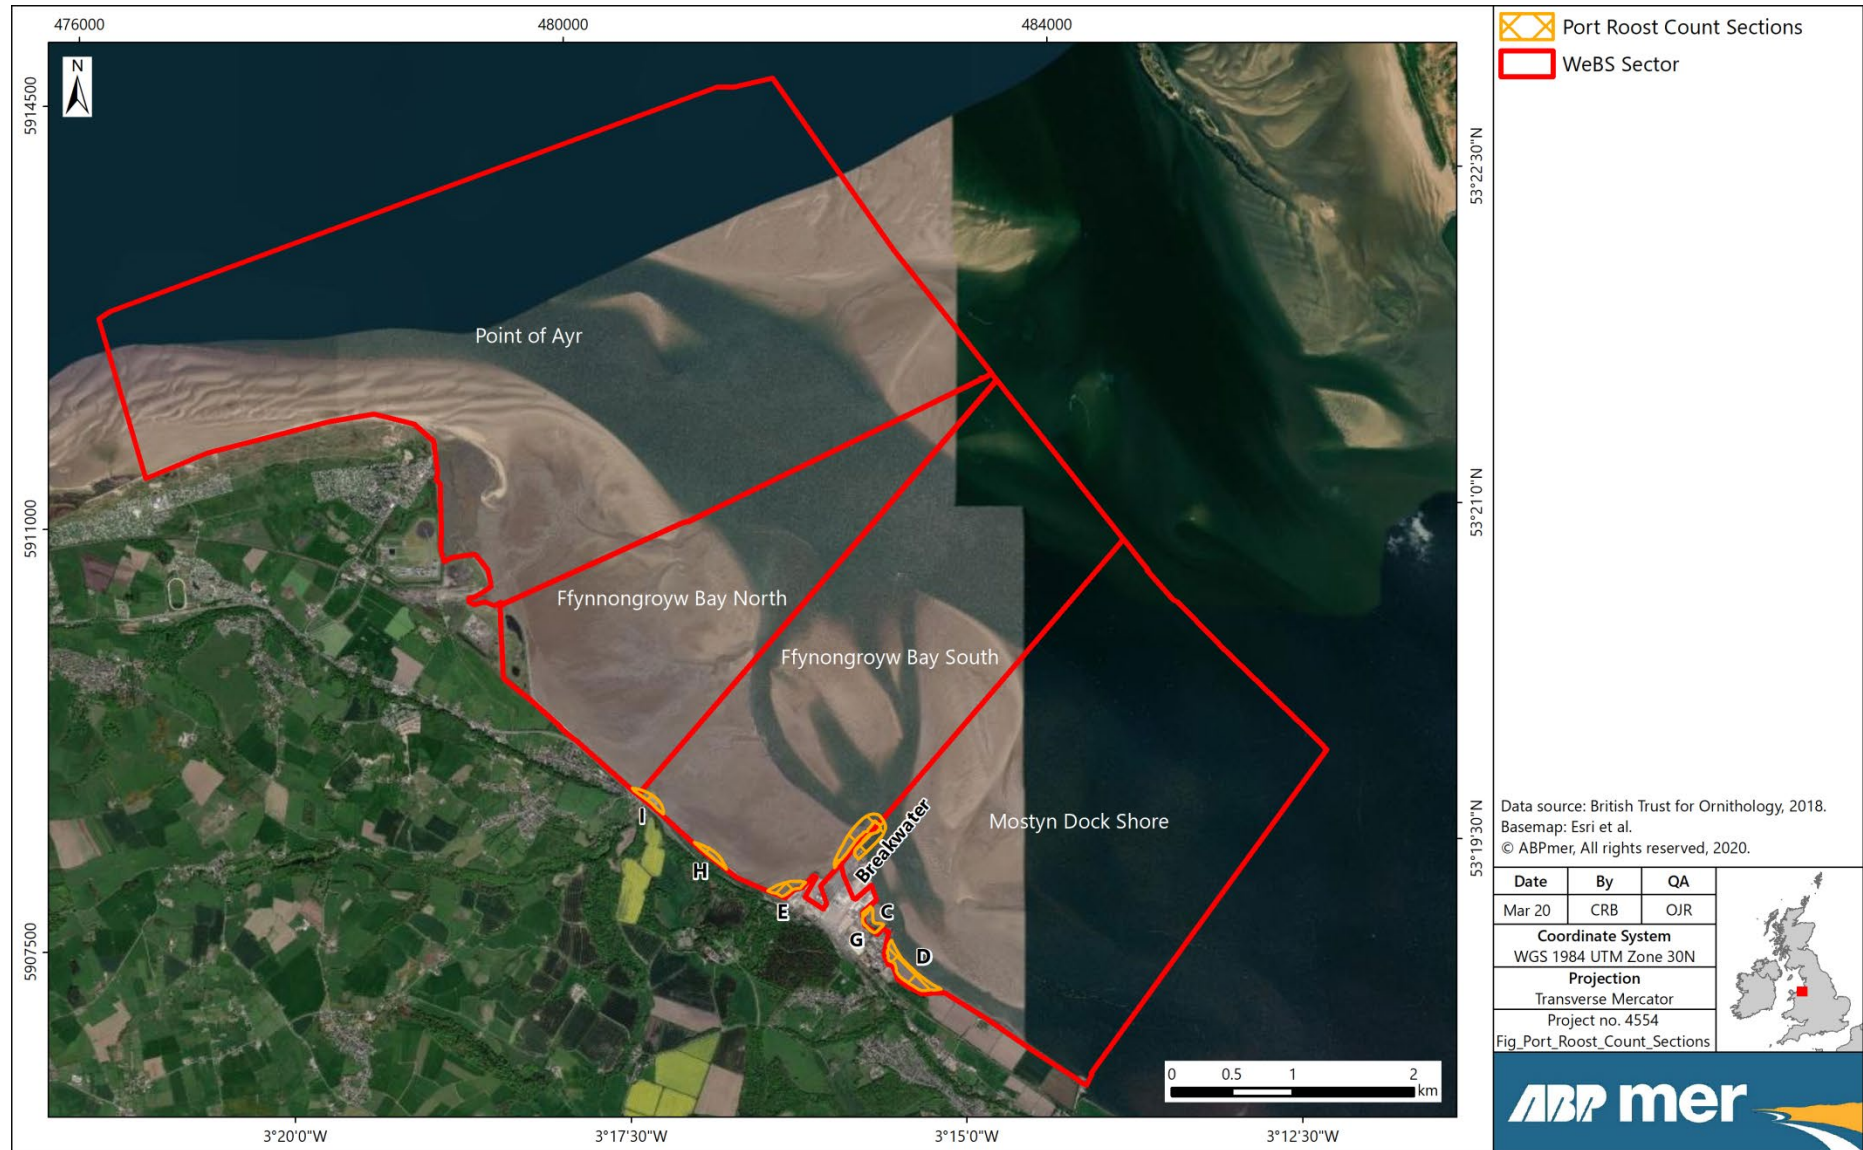 476000
480000
484000
5914500
5911000
5907500
N
53°22'30"N
53°21'0"N
53°19'30"N
3°20'0"W
3°17'30"W
3°15'0"W
3°12'30"W
Point of Ayr
Ffynnongroyw Bay North
Ffynongroyw Bay South
Mostyn Dock Shore
Breakwater
I
H
E
C
G
D
0 0.5 1 2
km
Port Roost Count Sections
WeBS Sector
Data source: British Trust for Ornithology, 2018.
Basemap: Esri et al.
© ABPmer, All rights reserved, 2020.
Date By QA
Mar 20 CRB OJR
Coordinate System
WGS 1984 UTM Zone 30N
Projection
Transverse Mercator
Project no. 4554
Fig_Port_Roost_Count_Sections
ABP mer